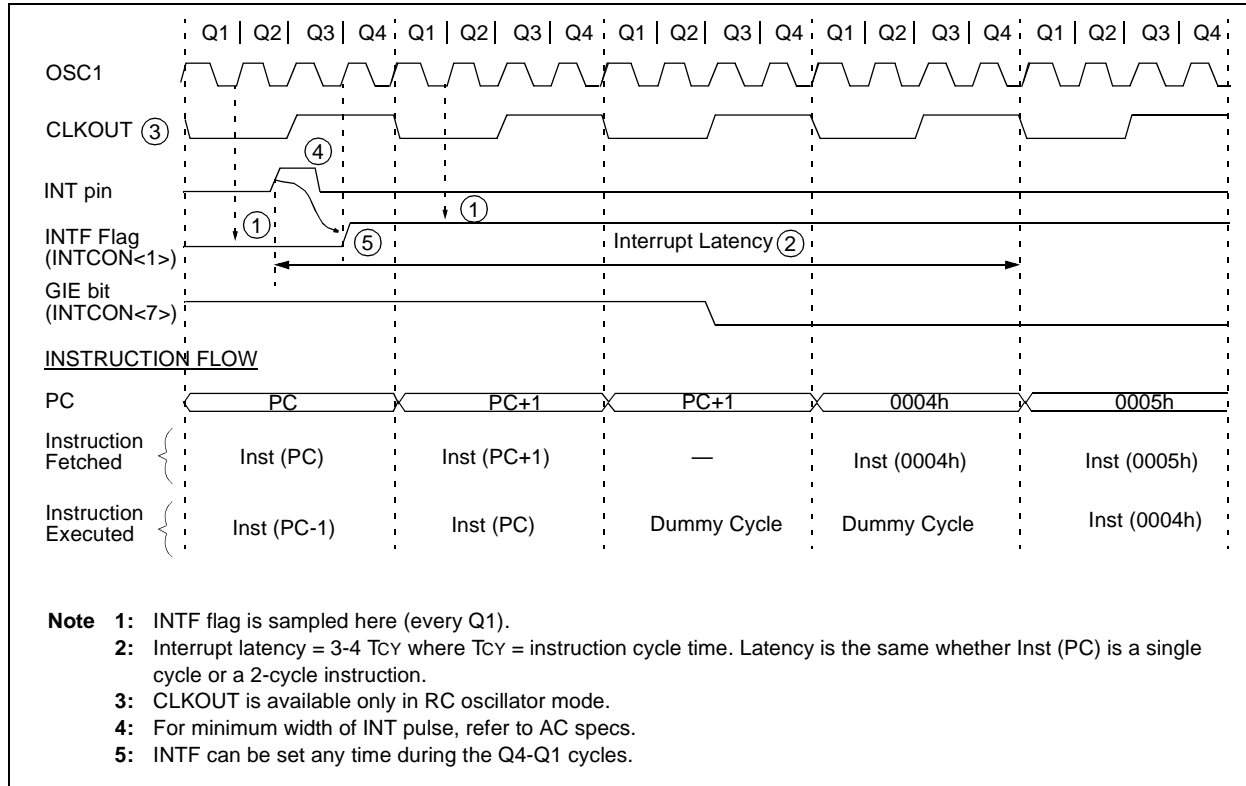 Q1 | Q2 | Q3 | Q4 Q1 | Q2 | Q3 | Q4 Q1 | Q2 | Q3 | Q4 Q1 | Q2 | Q3 | Q4 Q1 | Q2 | Q3 | Q4
OSC1
CLKOUT ③
④
INT pin
① ①
INTF Flag
(INTCON<1>)
⑤ Interrupt Latency ②
GIE bit
(INTCON<7>)
INSTRUCTION FLOW
PC PC PC+1 PC+1 0004h 0005h
Instruction
Fetched
Inst (PC) Inst (PC+1) — Inst (0004h) Inst (0005h)
Instruction
Executed
Inst (PC-1) Inst (PC) Dummy Cycle Dummy Cycle Inst (0004h)
Note 1: INTF flag is sampled here (every Q1).
2: Interrupt latency = 3-4 TCY where TCY = instruction cycle time. Latency is the same whether Inst (PC) is a single
cycle or a 2-cycle instruction.
3: CLKOUT is available only in RC oscillator mode.
4: For minimum width of INT pulse, refer to AC specs.
5: INTF can be set any time during the Q4-Q1 cycles.